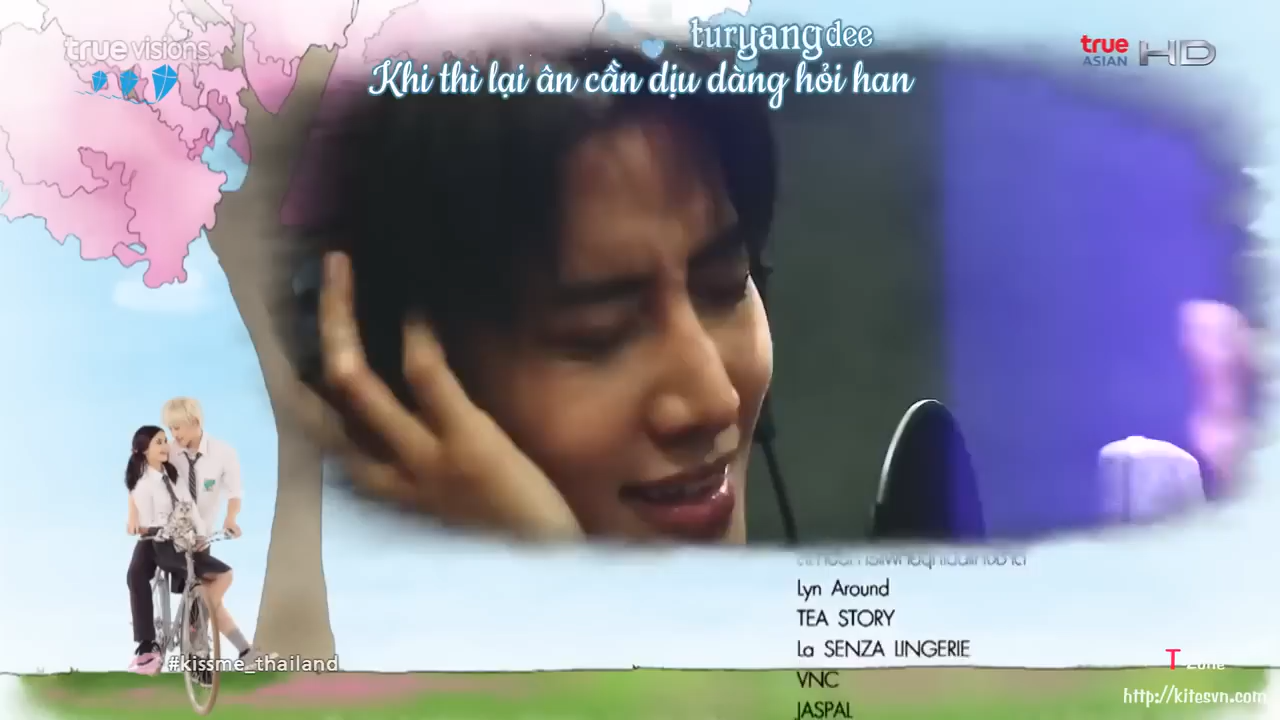 true visions
turyangdee
Khi thì lại ân cần dịu dàng hỏi han
true
ASIAN HD
Lyn Around
TEA STORY
La SENZA LINGERIE
VNC
JASPAL
#kissme_thailand
T Zone
http://kitesvn.com